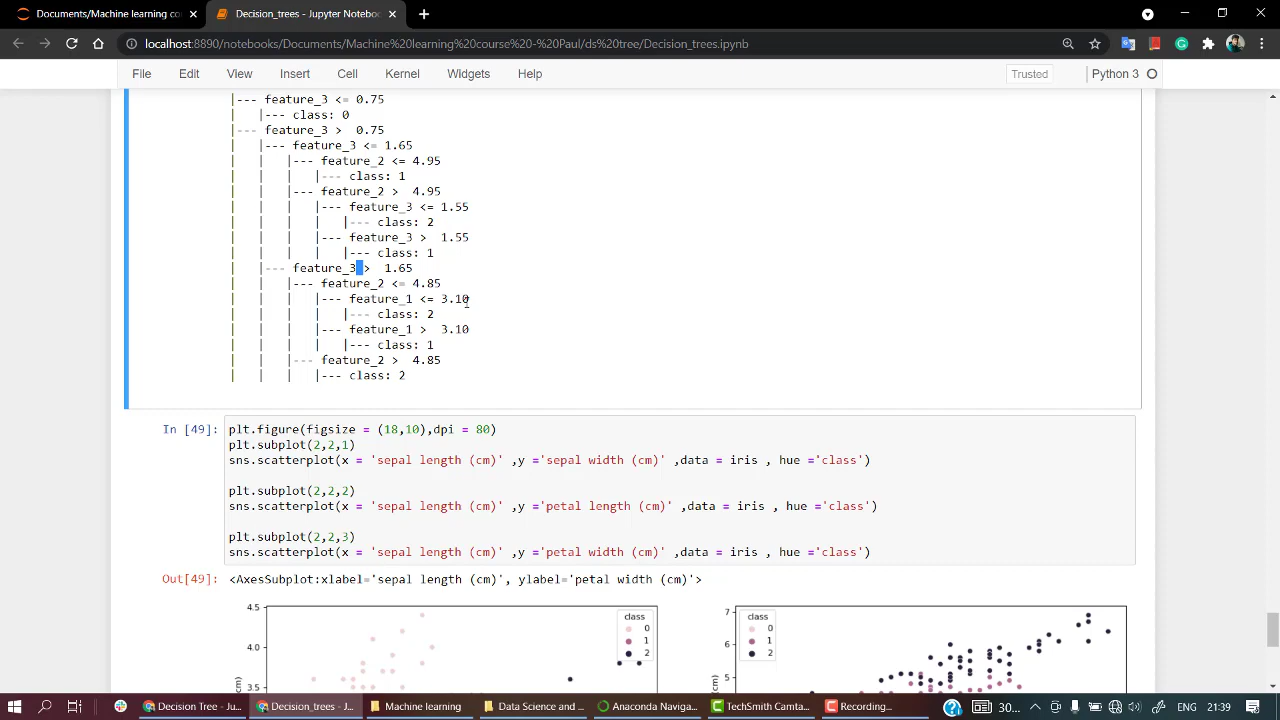 Documents/Machine learning co
Decision_trees - Jupyter Notebo
localhost:8890/notebooks/Documents/Machine%20learning%20course%20-%20Paul/ds%20tree/Decision_trees.ipynb
File Edit View Insert Cell Kernel Widgets Help Trusted Python 3
|--- feature_3 <= 0.75
|   |--- class: 0
|--- feature_3 >  0.75
|   |--- feature_3 <= 1.65
|   |   |--- feature_2 <= 4.95
|   |   |   |--- class: 1
|   |   |--- feature_2 >  4.95
|   |   |   |--- feature_3 <= 1.55
|   |   |   |   |--- class: 2
|   |   |   |--- feature_3 >  1.55
|   |   |   |   |--- class: 1
|   |--- feature_3 >  1.65
|   |   |--- feature_2 <= 4.85
|   |   |   |--- feature_1 <= 3.10
|   |   |   |   |--- class: 2
|   |   |   |--- feature_1 >  3.10
|   |   |   |   |--- class: 1
|   |   |--- feature_2 >  4.85
|   |   |   |--- class: 2
In [49]: plt.figure(figsize = (18,10),dpi = 80)
plt.subplot(2,2,1)
sns.scatterplot(x = 'sepal length (cm)' ,y ='sepal width (cm)' ,data = iris , hue ='class')
plt.subplot(2,2,2)
sns.scatterplot(x = 'sepal length (cm)' ,y ='petal length (cm)' ,data = iris , hue ='class')
plt.subplot(2,2,3)
sns.scatterplot(x = 'sepal length (cm)' ,y ='petal width (cm)' ,data = iris , hue ='class')
Out[49]: <AxesSubplot:xlabel='sepal length (cm)', ylabel='petal width (cm)'>
4.5
4.0
3.5
(cm)
class
0
1
2
7
6
5
(cm)
class
0
1
2
Decision Tree - Ju
Decision_trees - J
Machine learning
Data Science and ...
Anaconda Naviga
TechSmith Camta
Recording...
30...
ENG
21:39